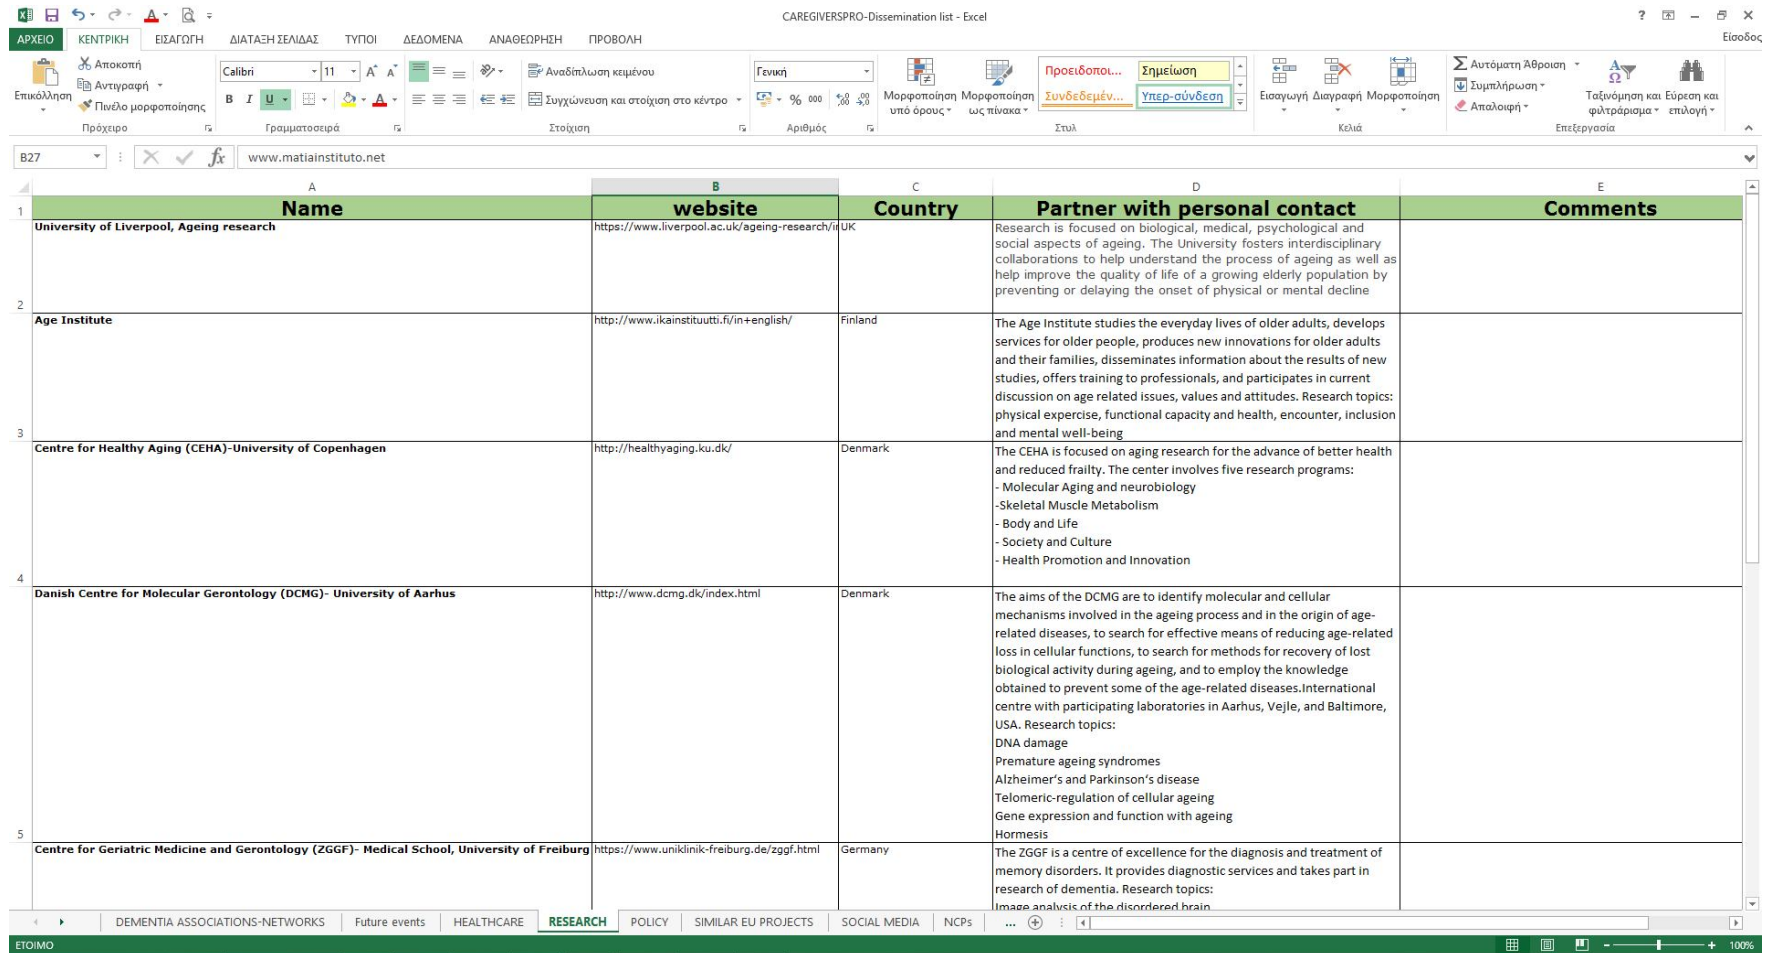 CAREGIVERSPRO-Dissemination list - Excel
ΑΡΧΕΙΟ ΚΕΝΤΡΙΚΗ ΕΙΣΑΓΩΓΗ ΔΙΑΤΑΞΗ ΣΕΛΙΔΑΣ ΤΥΠΟΙ ΔΕΔΟΜΕΝΑ ΑΝΑΘΕΩΡΗΣΗ ΠΡΟΒΟΛΗ Είσοδος
Επικόλληση
Αποκοπή
Αντιγραφή
Πινέλο μορφοποίησης
Πρόχειρο
Calibri 11
B I U
Γραμματοσειρά
Αναδίπλωση κειμένου
Συγχώνευση και στοίχιση στο κέντρο
Στοίχιση
Γενική
% 000
Αριθμός
Μορφοποίηση υπό όρους
Μορφοποίηση ως πίνακα
Προειδοποι... Σημείωση
Συνδεδεμέν... Υπερ-σύνδεση
Στυλ
Εισαγωγή Διαγραφή Μορφοποίηση
Κελιά
Αυτόματη Άθροιση
Συμπλήρωση
Απαλοιφή
Ταξινόμηση και φιλτράρισμα
Εύρεση και επιλογή
Επεξεργασία
B27 fx www.matiainstituto.net
A B C D E
1 Name website Country Partner with personal contact Comments
2 University of Liverpool, Ageing research https://www.liverpool.ac.uk/ageing-research/ir UK
Research is focused on biological, medical, psychological and
social aspects of ageing. The University fosters interdisciplinary
collaborations to help understand the process of ageing as well as
help improve the quality of life of a growing elderly population by
preventing or delaying the onset of physical or mental decline
3 Age Institute http://www.ikainstituutti.fi/in+english/ Finland
The Age Institute studies the everyday lives of older adults, develops
services for older people, produces new innovations for older adults
and their families, disseminates information about the results of new
studies, offers training to professionals, and participates in current
discussion on age related issues, values and attitudes. Research topics:
physical expercise, functional capacity and health, encounter, inclusion
and mental well-being
4 Centre for Healthy Aging (CEHA)-University of Copenhagen http://healthyaging.ku.dk/ Denmark
The CEHA is focused on aging research for the advance of better health
and reduced frailty. The center involves five research programs:
- Molecular Aging and neurobiology
-Skeletal Muscle Metabolism
- Body and Life
- Society and Culture
- Health Promotion and Innovation
5 Danish Centre for Molecular Gerontology (DCMG)- University of Aarhus http://www.dcmg.dk/index.html Denmark
The aims of the DCMG are to identify molecular and cellular
mechanisms involved in the ageing process and in the origin of age-
related diseases, to search for effective means of reducing age-related
loss in cellular functions, to search for methods for recovery of lost
biological activity during ageing, and to employ the knowledge
obtained to prevent some of the age-related diseases.International
centre with participating laboratories in Aarhus, Vejle, and Baltimore,
USA. Research topics:
DNA damage
Premature ageing syndromes
Alzheimer's and Parkinson's disease
Telomeric-regulation of cellular ageing
Gene expression and function with ageing
Hormesis
Centre for Geriatric Medicine and Gerontology (ZGGF)- Medical School, University of Freiburg https://www.uniklinik-freiburg.de/zggf.html Germany
The ZGGF is a centre of excellence for the diagnosis and treatment of
memory disorders. It provides diagnostic services and takes part in
research of dementia. Research topics:
Image analysis of the disordered brain
DEMENTIA ASSOCIATIONS-NETWORKS Future events HEALTHCARE RESEARCH POLICY SIMILAR EU PROJECTS SOCIAL MEDIA NCPs ...
ΕΤΟΙΜΟ 100%